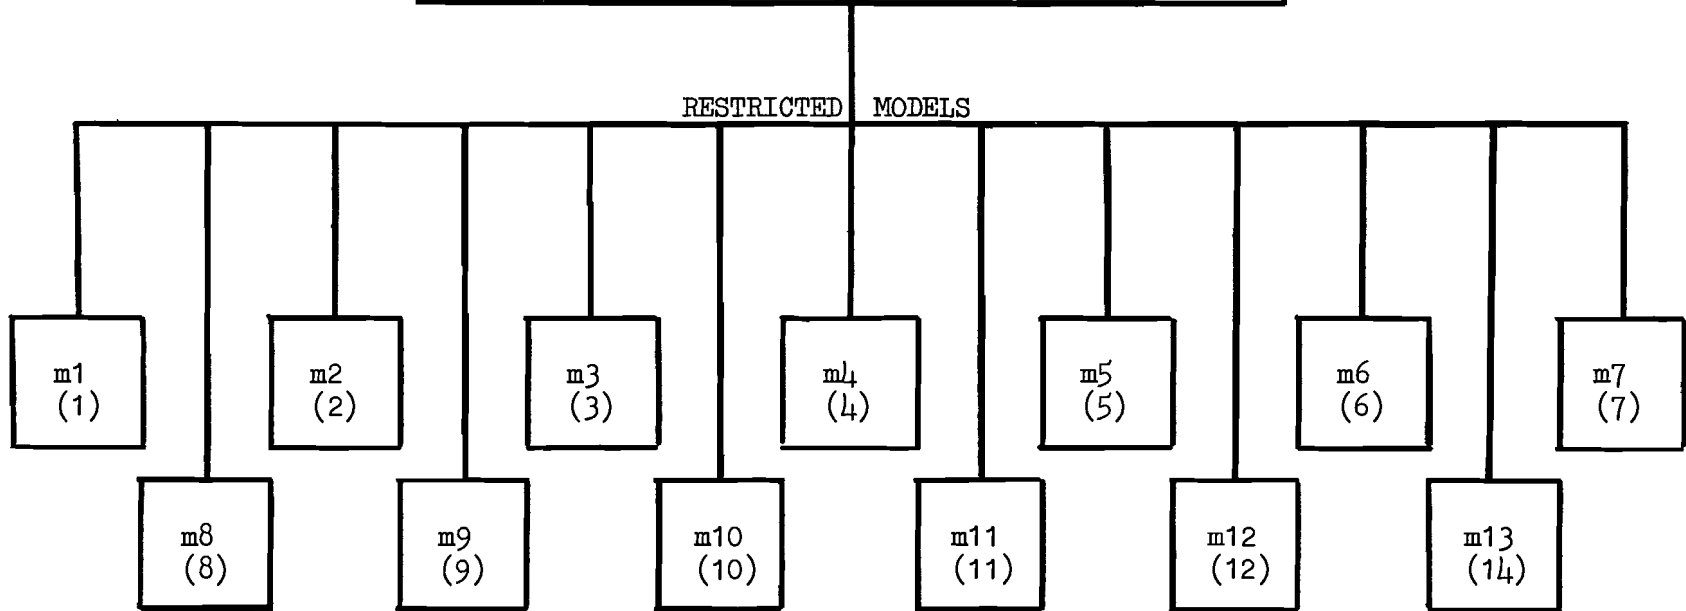 RESTRICTED MODELS
m1
(1)
m2
(2)
m3
(3)
m4
(4)
m5
(5)
m6
(6)
m7
(7)
m8
(8)
m9
(9)
m10
(10)
m11
(11)
m12
(12)
m13
(14)